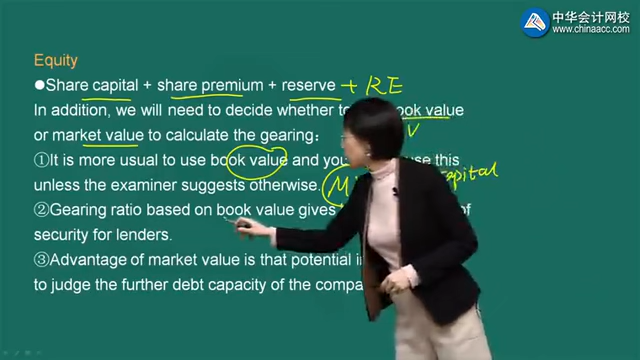 中华会计网校
www.chinaacc.com
Equity
●Share capital + share premium + reserve + RE
In addition, we will need to decide whether to book value
or market value to calculate the gearing：
V
①It is more usual to use book value and you use this
unless the examiner suggests otherwise. M capital
②Gearing ratio based on book value gives of
security for lenders.
③Advantage of market value is that potential
to judge the further debt capacity of the